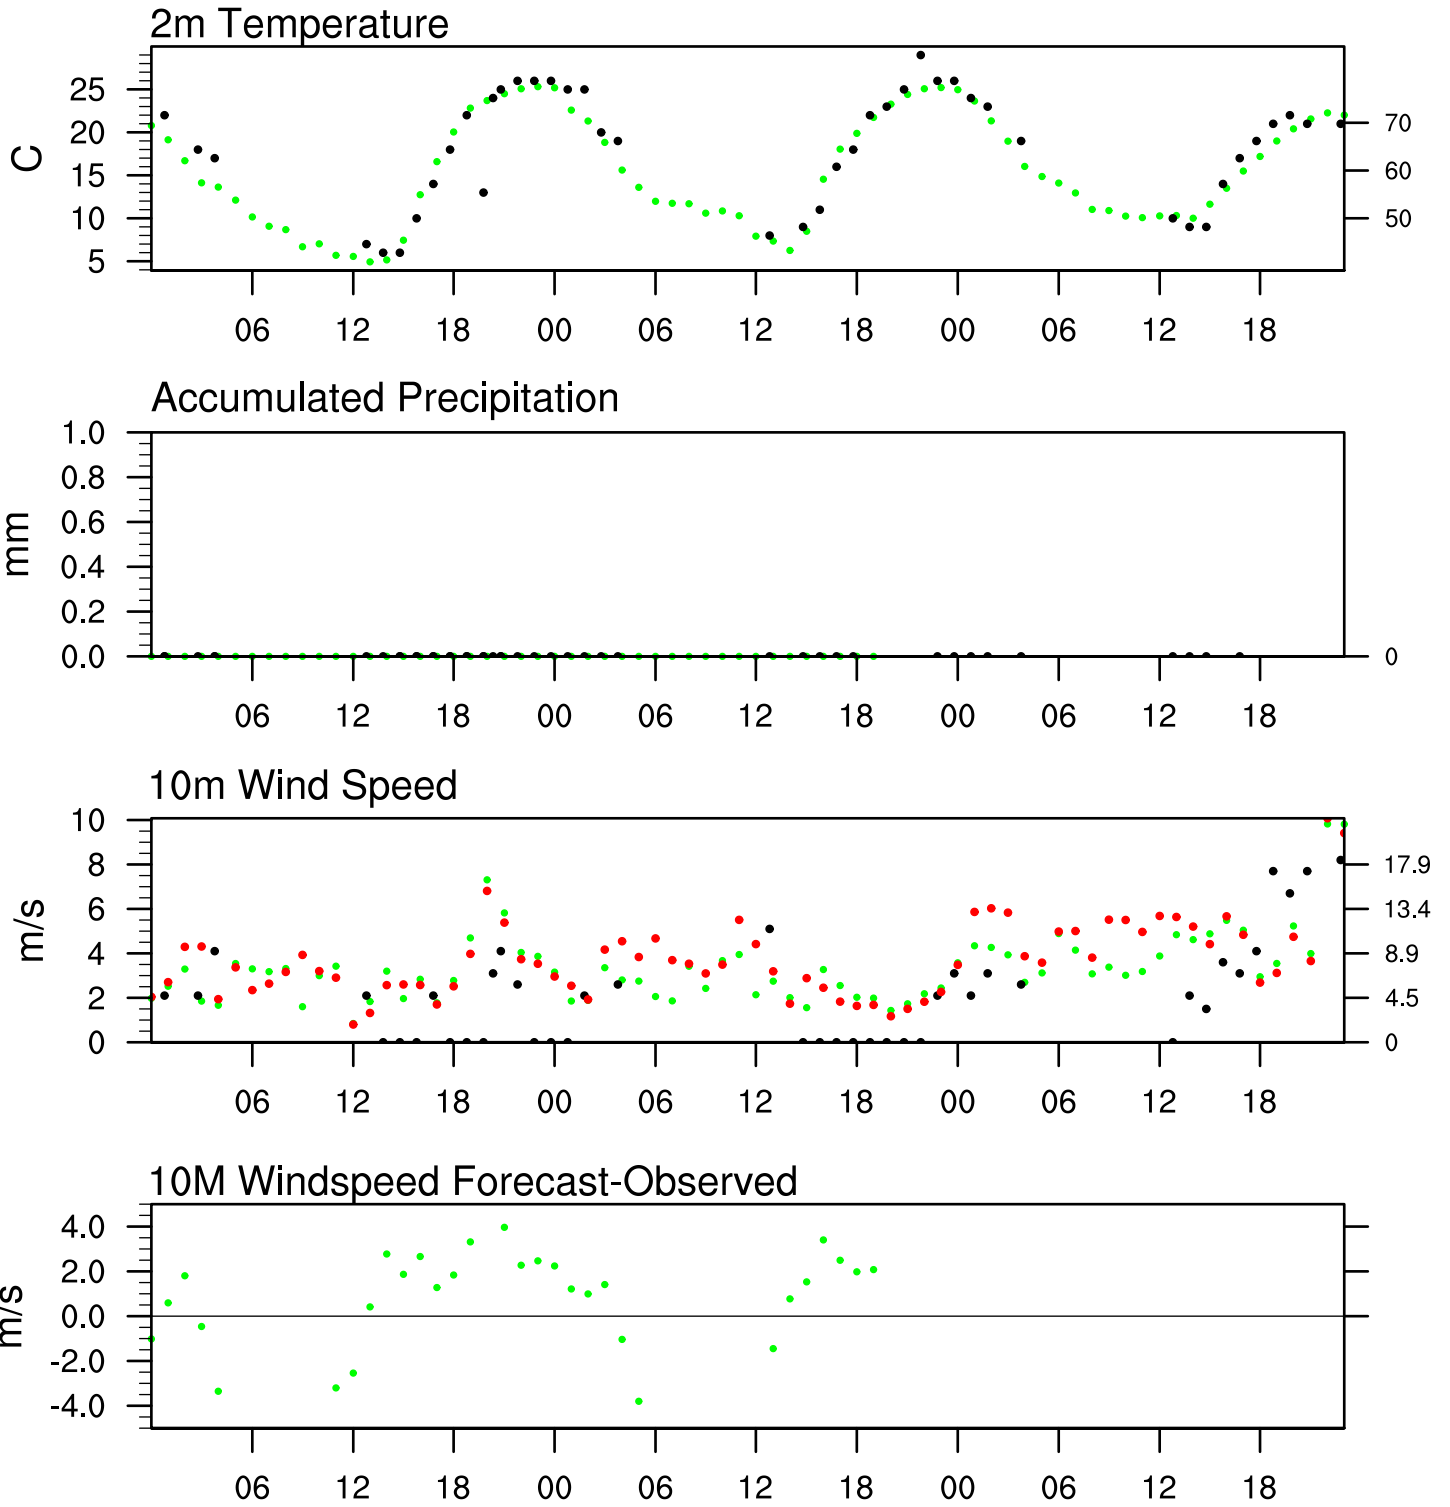 2m Temperature
25
20
15
10
5
C
70
60
50
06 12 18 00 06 12 18 00 06 12 18
Accumulated Precipitation
1.0
0.8
0.6
0.4
0.2
0.0
mm
0
06 12 18 00 06 12 18 00 06 12 18
10m Wind Speed
10
8
6
4
2
0
m/s
17.9
13.4
8.9
4.5
0
06 12 18 00 06 12 18 00 06 12 18
10M Windspeed Forecast-Observed
4.0
2.0
0.0
-2.0
-4.0
m/s
06 12 18 00 06 12 18 00 06 12 18